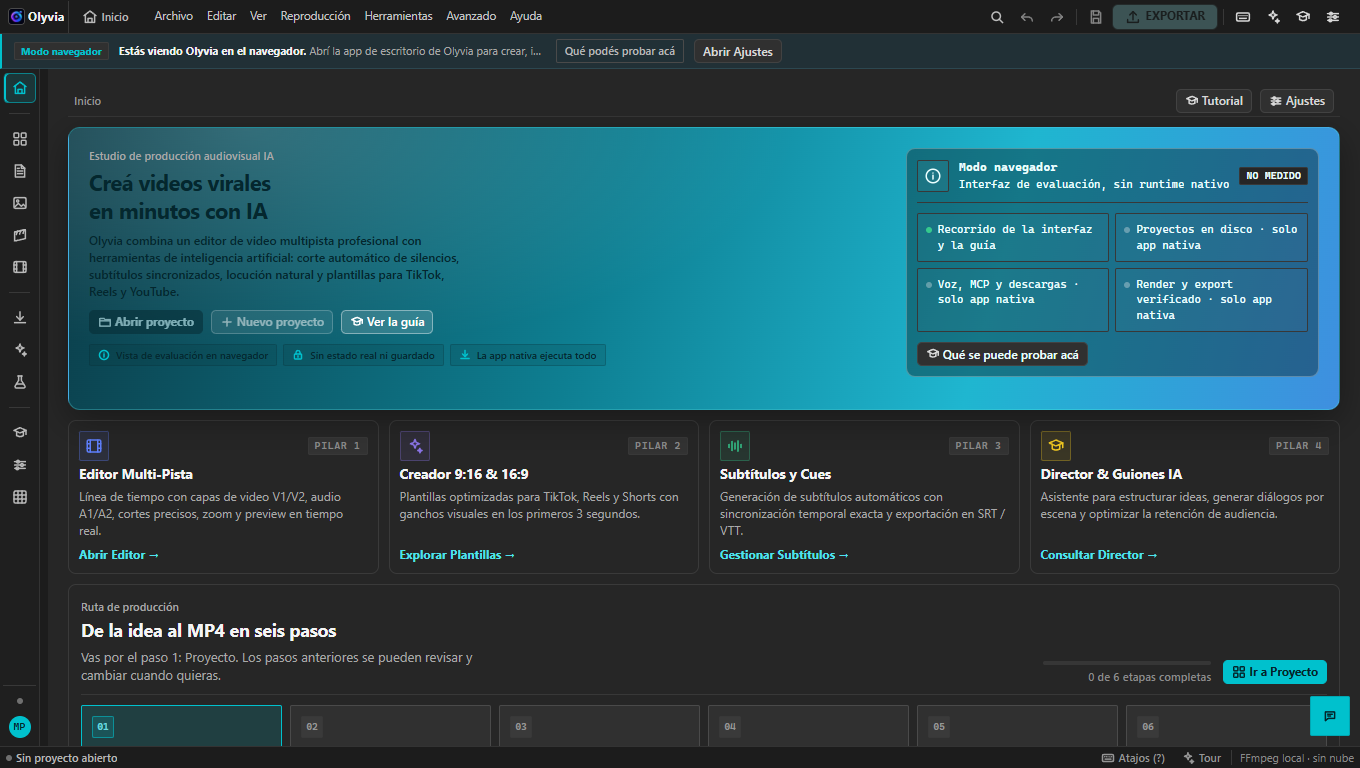 Olyvia
Inicio
Archivo Editar Ver Reproducción Herramientas Avanzado Ayuda
EXPORTAR
Modo navegador
Estás viendo Olyvia en el navegador. Abrí la app de escritorio de Olyvia para crear, i...
Qué podés probar acá
Abrir Ajustes
Inicio
Tutorial
Ajustes
Estudio de producción audiovisual IA
Creá videos virales
en minutos con IA
Olyvia combina un editor de video multipista profesional con
herramientas de inteligencia artificial: corte automático de silencios,
subtítulos sincronizados, locución natural y plantillas para TikTok,
Reels y YouTube.
Abrir proyecto
Nuevo proyecto
Ver la guía
Vista de evaluación en navegador
Sin estado real ni guardado
La app nativa ejecuta todo
Modo navegador
Interfaz de evaluación, sin runtime nativo
NO MEDIDO
Recorrido de la interfaz
y la guía
Proyectos en disco · solo
app nativa
Voz, MCP y descargas ·
solo app nativa
Render y export
verificado · solo app
nativa
Qué se puede probar acá
PILAR 1
Editor Multi-Pista
Línea de tiempo con capas de video V1/V2, audio
A1/A2, cortes precisos, zoom y preview en tiempo
real.
Abrir Editor →
PILAR 2
Creador 9:16 & 16:9
Plantillas optimizadas para TikTok, Reels y Shorts con
ganchos visuales en los primeros 3 segundos.
Explorar Plantillas →
PILAR 3
Subtítulos y Cues
Generación de subtítulos automáticos con
sincronización temporal exacta y exportación en SRT /
VTT.
Gestionar Subtítulos →
PILAR 4
Director & Guiones IA
Asistente para estructurar ideas, generar diálogos por
escena y optimizar la retención de audiencia.
Consultar Director →
Ruta de producción
De la idea al MP4 en seis pasos
Vas por el paso 1: Proyecto. Los pasos anteriores se pueden revisar y
cambiar cuando quieras.
0 de 6 etapas completas
Ir a Proyecto
01
02
03
04
05
06
MP
Sin proyecto abierto
Atajos (?)
Tour
FFmpeg local · sin nube